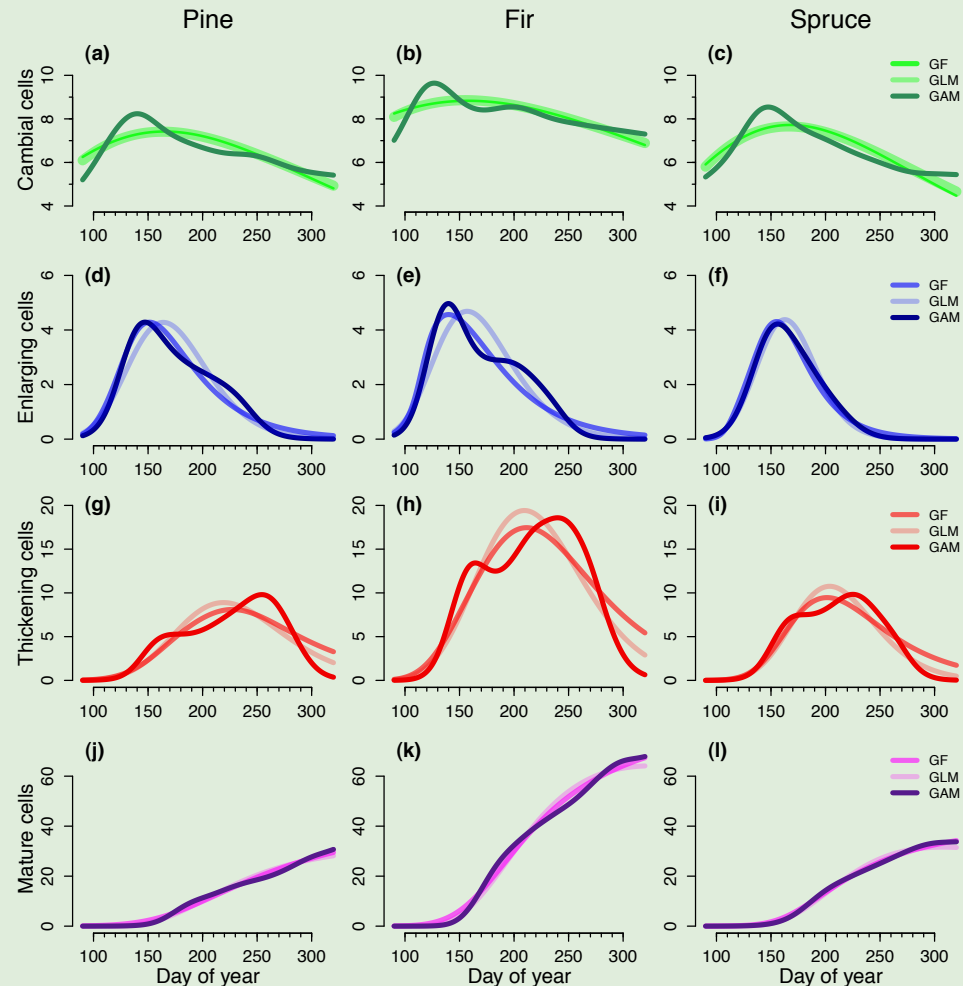 Pine Fir Spruce
(a) (b) (c)
Cambial cells
4 6 8 10
4 6 8 10
4 6 8 10
GF
GLM
GAM
100 150 200 250 300
100 150 200 250 300
100 150 200 250 300
(d) (e) (f)
Enlarging cells
0 2 4 6
0 2 4 6
0 2 4 6
GF
GLM
GAM
100 150 200 250 300
100 150 200 250 300
100 150 200 250 300
(g) (h) (i)
Thickening cells
0 5 10 15 20
0 5 10 15 20
0 5 10 15 20
GF
GLM
GAM
100 150 200 250 300
100 150 200 250 300
100 150 200 250 300
(j) (k) (l)
Mature cells
0 20 40 60
0 20 40 60
0 20 40 60
GF
GLM
GAM
100 150 200 250 300
100 150 200 250 300
100 150 200 250 300
Day of year Day of year Day of year